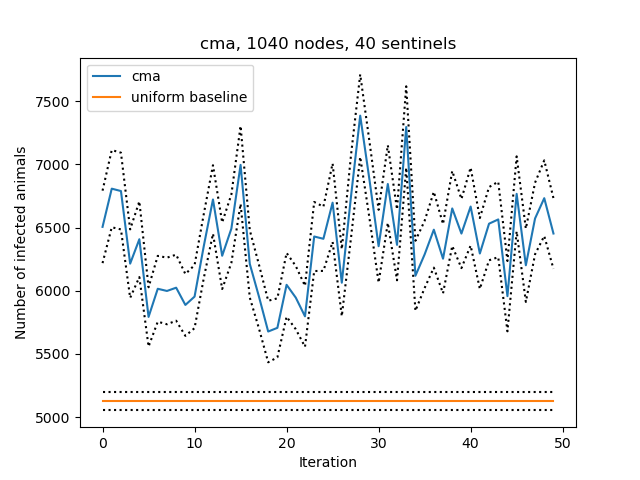 cma, 1040 nodes, 40 sentinels
cma
uniform baseline
Number of infected animals
7500
7000
6500
6000
5500
5000
0
10
20
30
40
50
Iteration